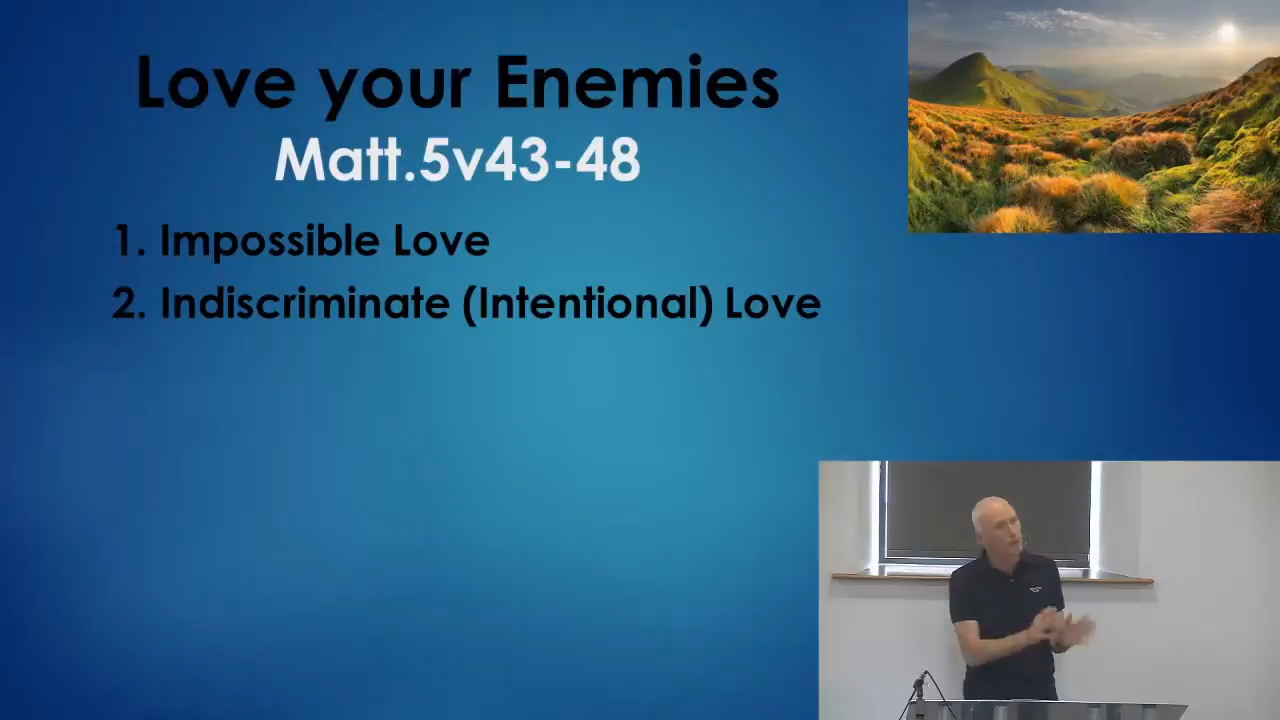 Love your Enemies
Matt.5v43-48
1. Impossible Love
2. Indiscriminate (Intentional) Love